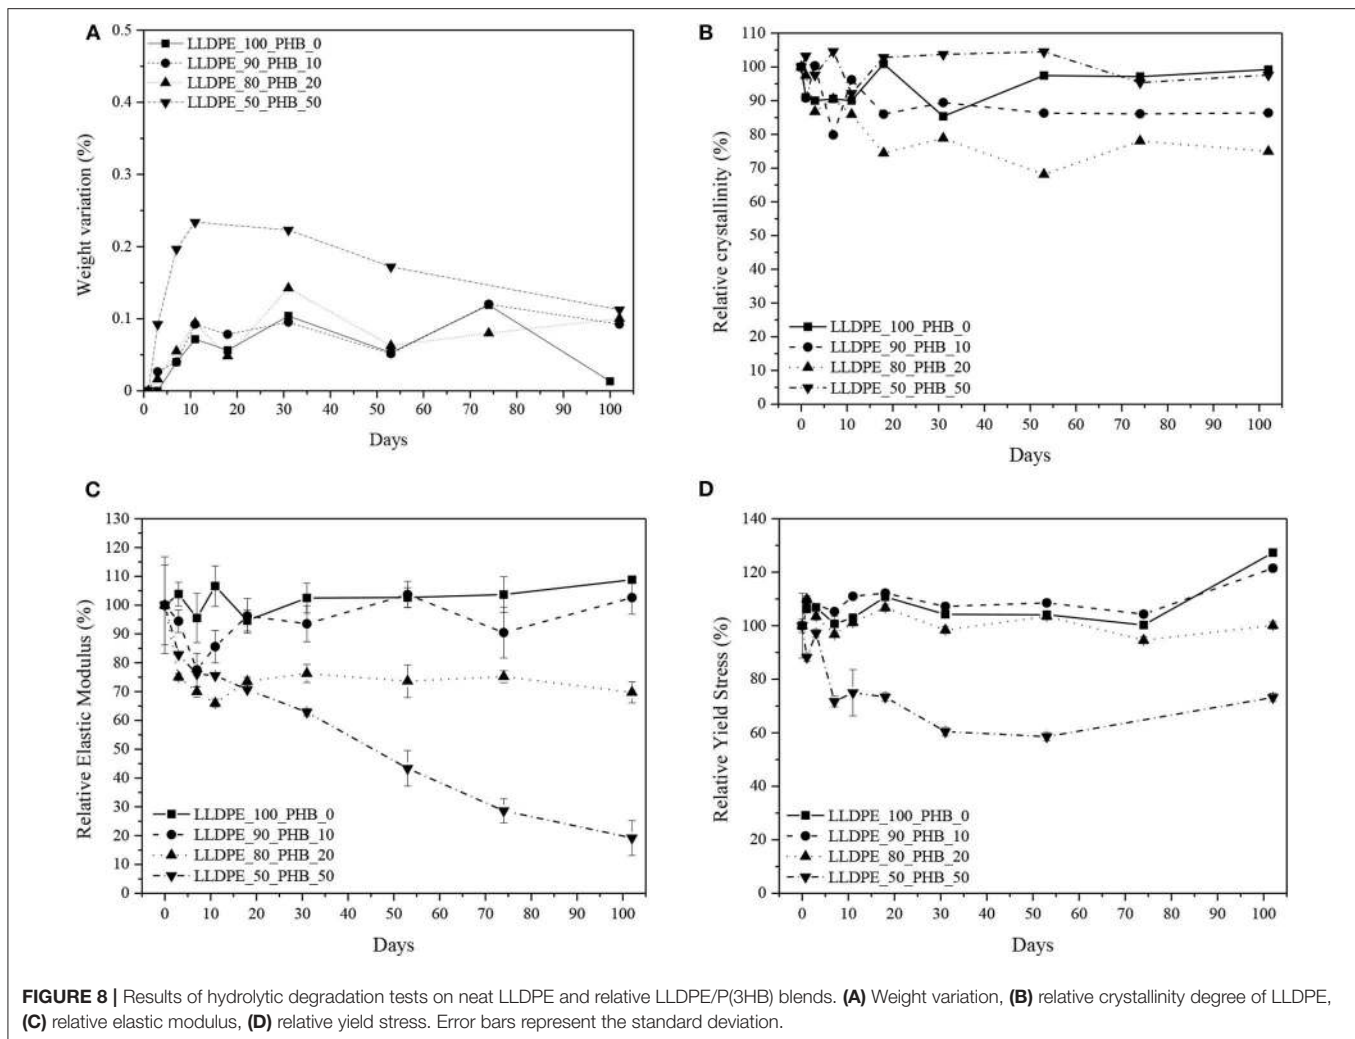 A
0.5
0.4
0.3
0.2
0.1
0
Weight variation (%)
LLDPE_100_PHB_0
LLDPE_90_PHB_10
LLDPE_80_PHB_20
LLDPE_50_PHB_50
0 10 20 30 40 50 60 70 80 90 100
Days
B
110
100
90
80
70
60
50
40
30
20
10
0
Relative crystallinity (%)
LLDPE_100_PHB_0
LLDPE_90_PHB_10
LLDPE_80_PHB_20
LLDPE_50_PHB_50
0 10 20 30 40 50 60 70 80 90 100
Days
C
130
120
110
100
90
80
70
60
50
40
30
20
10
0
Relative Elastic Modulus (%)
LLDPE_100_PHB_0
LLDPE_90_PHB_10
LLDPE_80_PHB_20
LLDPE_50_PHB_50
0 10 20 30 40 50 60 70 80 90 100
Days
D
140
120
100
80
60
40
20
0
Relative Yield Stress (%)
LLDPE_100_PHB_0
LLDPE_90_PHB_10
LLDPE_80_PHB_20
LLDPE_50_PHB_50
0 10 20 30 40 50 60 70 80 90 100
Days
FIGURE 8 | Results of hydrolytic degradation tests on neat LLDPE and relative LLDPE/P(3HB) blends. (A) Weight variation, (B) relative crystallinity degree of LLDPE,
(C) relative elastic modulus, (D) relative yield stress. Error bars represent the standard deviation.